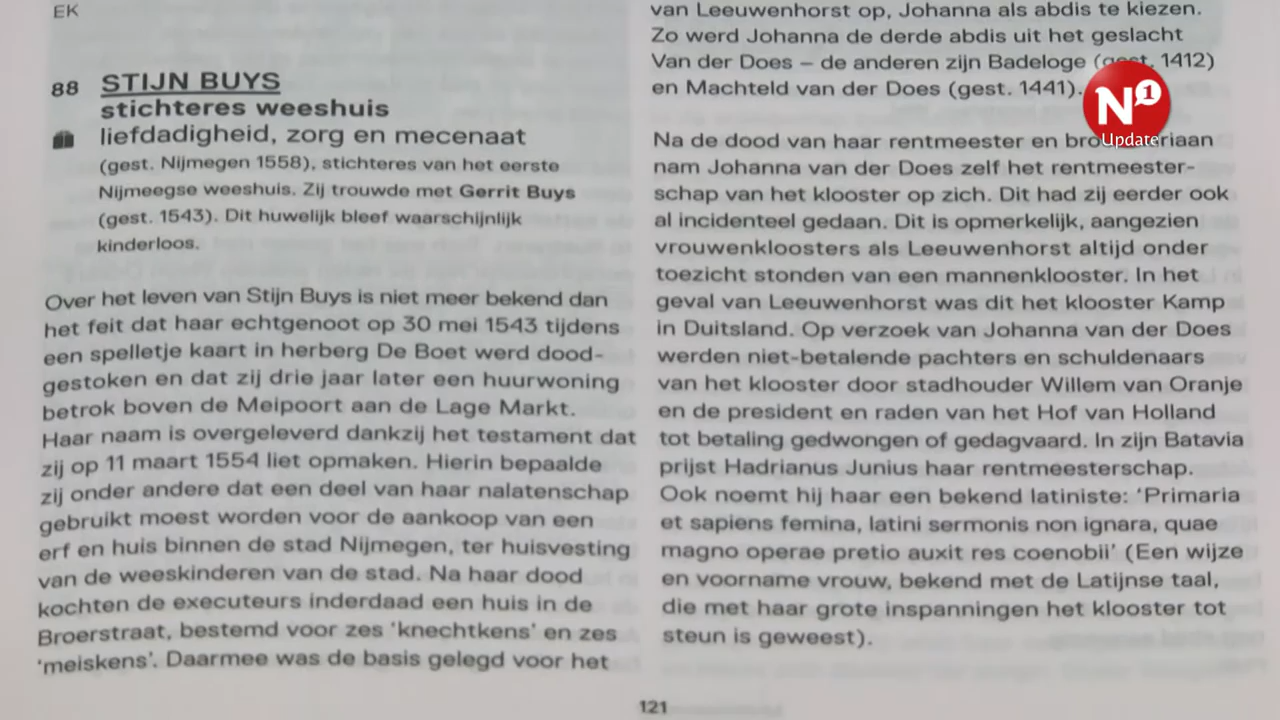 EK
88 STIJN BUYS
stichteres weeshuis
liefdadigheid, zorg en mecenaat
(gest. Nijmegen 1558), stichteres van het eerste
Nijmeegse weeshuis. Zij trouwde met Gerrit Buys
(gest. 1543). Dit huwelijk bleef waarschijnlijk
kinderloos.
Over het leven van Stijn Buys is niet meer bekend dan
het feit dat haar echtgenoot op 30 mei 1543 tijdens
een spelletje kaart in herberg De Boet werd dood-
gestoken en dat zij drie jaar later een huurwoning
betrok boven de Meipoort aan de Lage Markt.
Haar naam is overgeleverd dankzij het testament dat
zij op 11 maart 1554 liet opmaken. Hierin bepaalde
zij onder andere dat een deel van haar nalatenschap
gebruikt moest worden voor de aankoop van een
erf en huis binnen de stad Nijmegen, ter huisvesting
van de weeskinderen van de stad. Na haar dood
kochten de executeurs inderdaad een huis in de
Broerstraat, bestemd voor zes 'knechtkens' en zes
'meiskens'. Daarmee was de basis gelegd voor het
van Leeuwenhorst op, Johanna als abdis te kiezen.
Zo werd Johanna de derde abdis uit het geslacht
Van der Does – de anderen zijn Badeloge (gest. 1412)
en Machteld van der Does (gest. 1441).
Na de dood van haar rentmeester en bro riaan
nam Johanna van der Does zelf het rentmeester-
schap van het klooster op zich. Dit had zij eerder ook
al incidenteel gedaan. Dit is opmerkelijk, aangezien
vrouwenkloosters als Leeuwenhorst altijd onder
toezicht stonden van een mannenklooster. In het
geval van Leeuwenhorst was dit het klooster Kamp
in Duitsland. Op verzoek van Johanna van der Does
werden niet-betalende pachters en schuldenaars
van het klooster door stadhouder Willem van Oranje
en de president en raden van het Hof van Holland
tot betaling gedwongen of gedagvaard. In zijn Batavia
prijst Hadrianus Junius haar rentmeesterschap.
Ook noemt hij haar een bekend latiniste: 'Primaria
et sapiens femina, latini sermonis non ignara, quae
magno operae pretio auxit res coenobii' (Een wijze
en voorname vrouw, bekend met de Latijnse taal,
die met haar grote inspanningen het klooster tot
steun is geweest).
121
N1
Update